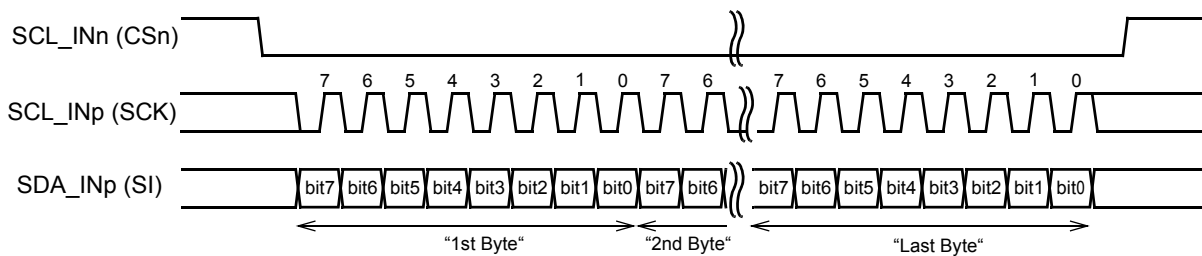 SCL_INn (CSn)
7 6 5 4 3 2 1 0 7 6 7 6 5 4 3 2 1 0
SCL_INp (SCK)
SDA_INp (SI) bit7 bit6 bit5 bit4 bit3 bit2 bit1 bit0 bit7 bit6 bit7 bit6 bit5 bit4 bit3 bit2 bit1 bit0
“1st Byte“ “2nd Byte“ “Last Byte“